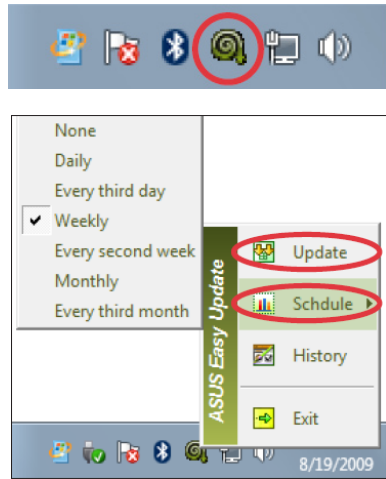 None
Daily
Every third day
Weekly
Every second week
Monthly
Every third month
ASUS Easy Update
Update
Schdule
History
Exit
8/19/2009